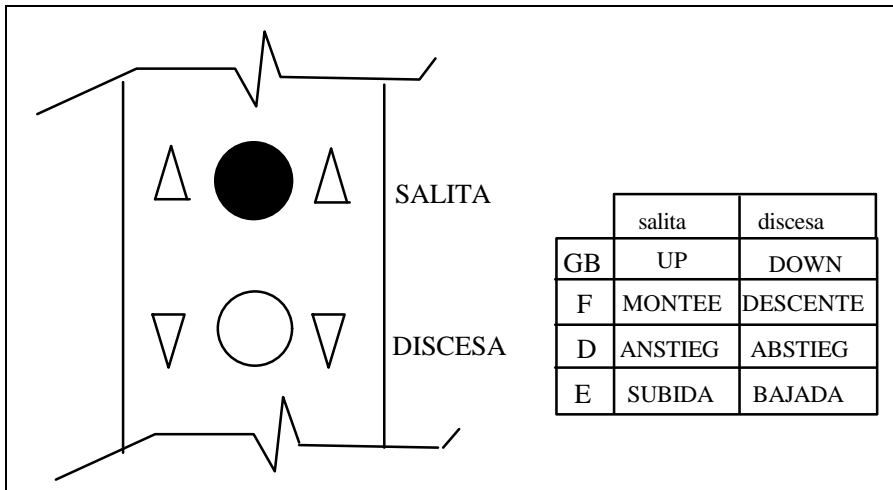 SALITA
DISCESA
salita discesa
GB UP DOWN
F MONTEE DESCENTE
D ANSTIEG ABSTIEG
E SUBIDA BAJADA